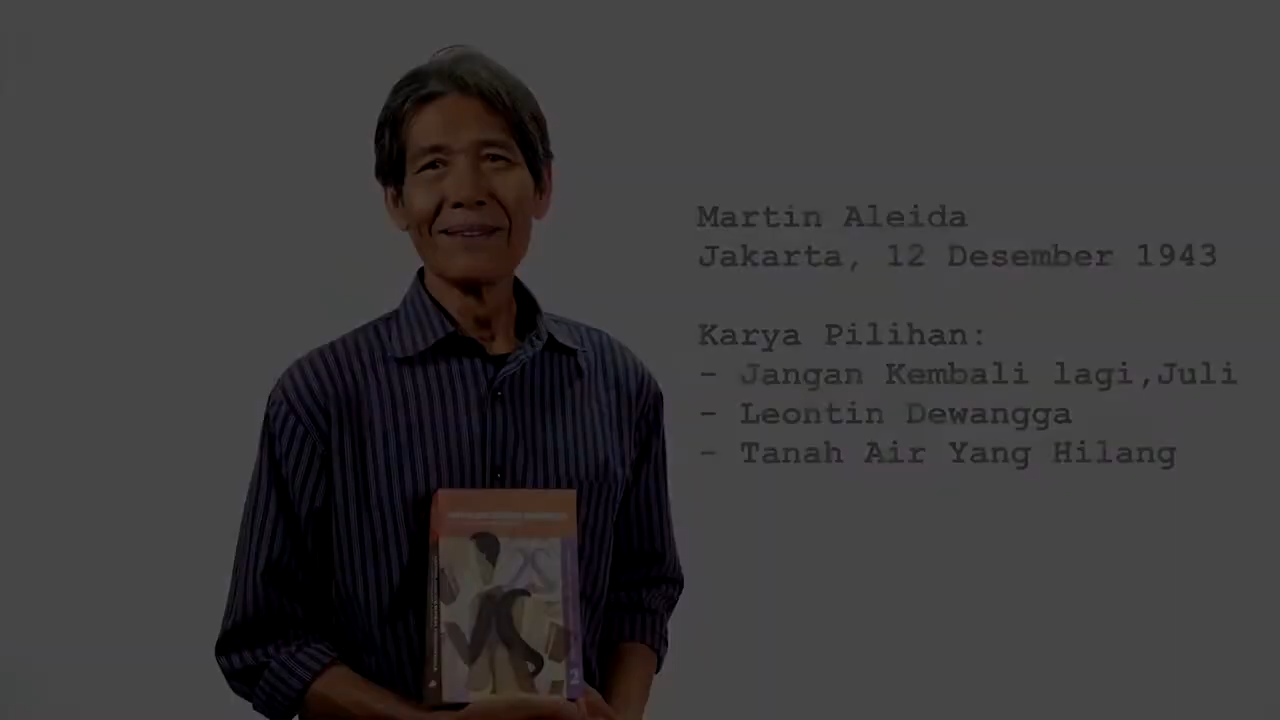 Martin Aleida
Jakarta, 12 Desember 1943
Karya Pilihan:
- Jangan Kembali lagi,Juli
- Leontin Dewangga
- Tanah Air Yang Hilang